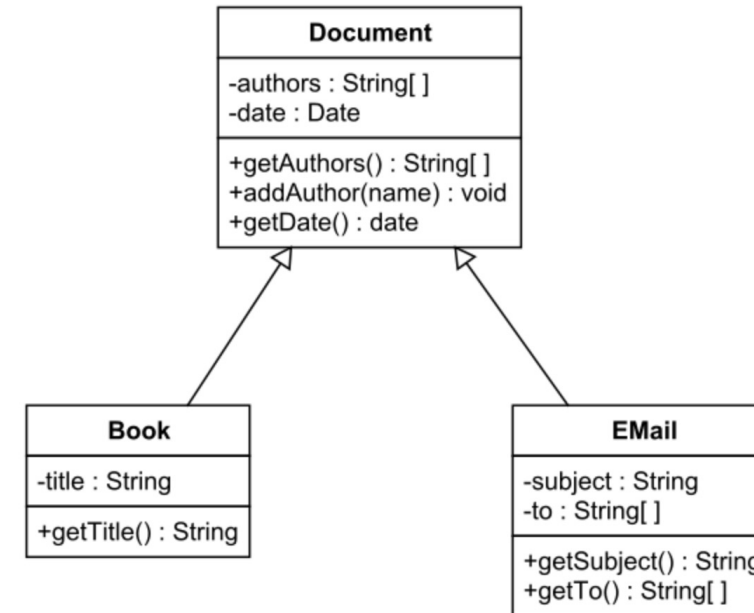 Document
-authors : String[ ]
-date : Date
+getAuthors() : String[ ]
+addAuthor(name) : void
+getDate() : date
Book
-title : String
+getTitle() : String
EMail
-subject : String
-to : String[ ]
+getSubject() : String
+getTo() : String[ ]